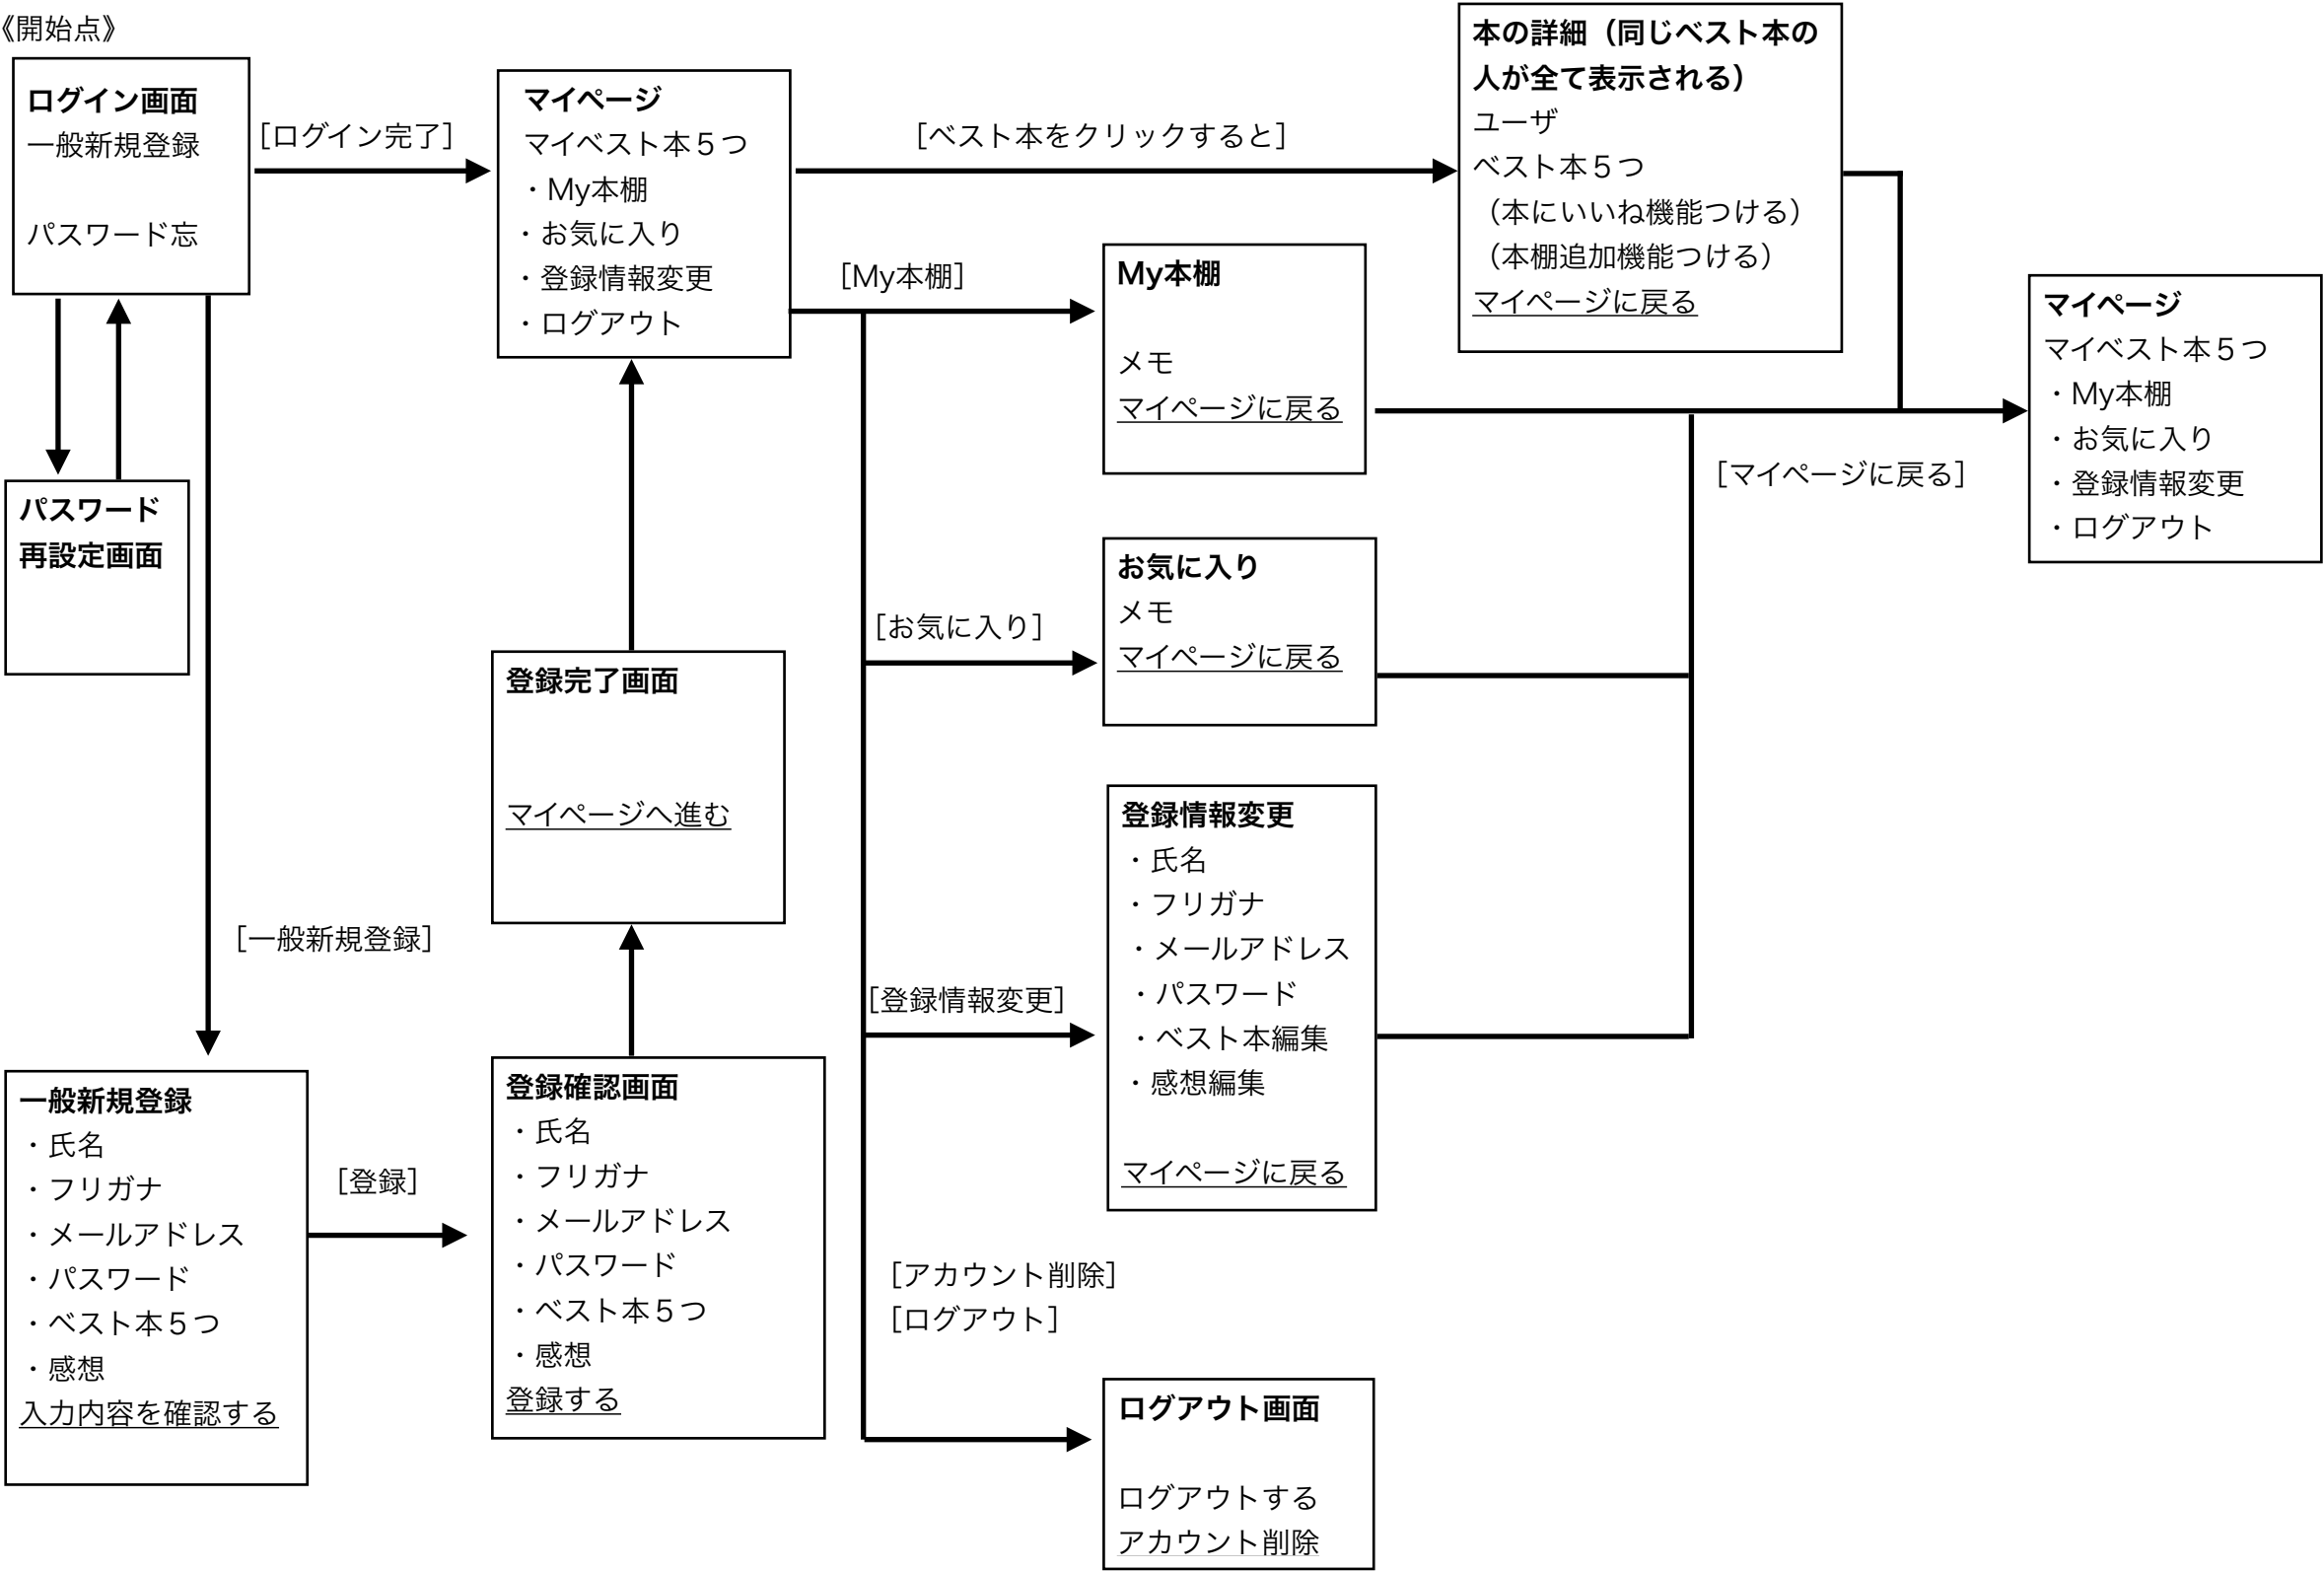 《開始点》
ログイン画面
一般新規登録
パスワード忘
［ログイン完了］
マイページ
マイベスト本５つ
・My本棚
・お気に入り
・登録情報変更
・ログアウト
［ベスト本をクリックすると］
本の詳細（同じベスト本の
人が全て表示される）
ユーザ
ベスト本５つ
（本にいいね機能つける）
（本棚追加機能つける）
マイページに戻る
［My本棚］
My本棚
メモ
マイページに戻る
［マイページに戻る］
マイページ
マイベスト本５つ
・My本棚
・お気に入り
・登録情報変更
・ログアウト
パスワード
再設定画面
［お気に入り］
お気に入り
メモ
マイページに戻る
登録完了画面
マイページへ進む
［一般新規登録］
［登録情報変更］
登録情報変更
・氏名
・フリガナ
・メールアドレス
・パスワード
・ベスト本編集
・感想編集
マイページに戻る
一般新規登録
・氏名
・フリガナ
・メールアドレス
・パスワード
・ベスト本５つ
・感想
入力内容を確認する
［登録］
登録確認画面
・氏名
・フリガナ
・メールアドレス
・パスワード
・ベスト本５つ
・感想
登録する
［アカウント削除］
［ログアウト］
ログアウト画面
ログアウトする
アカウント削除